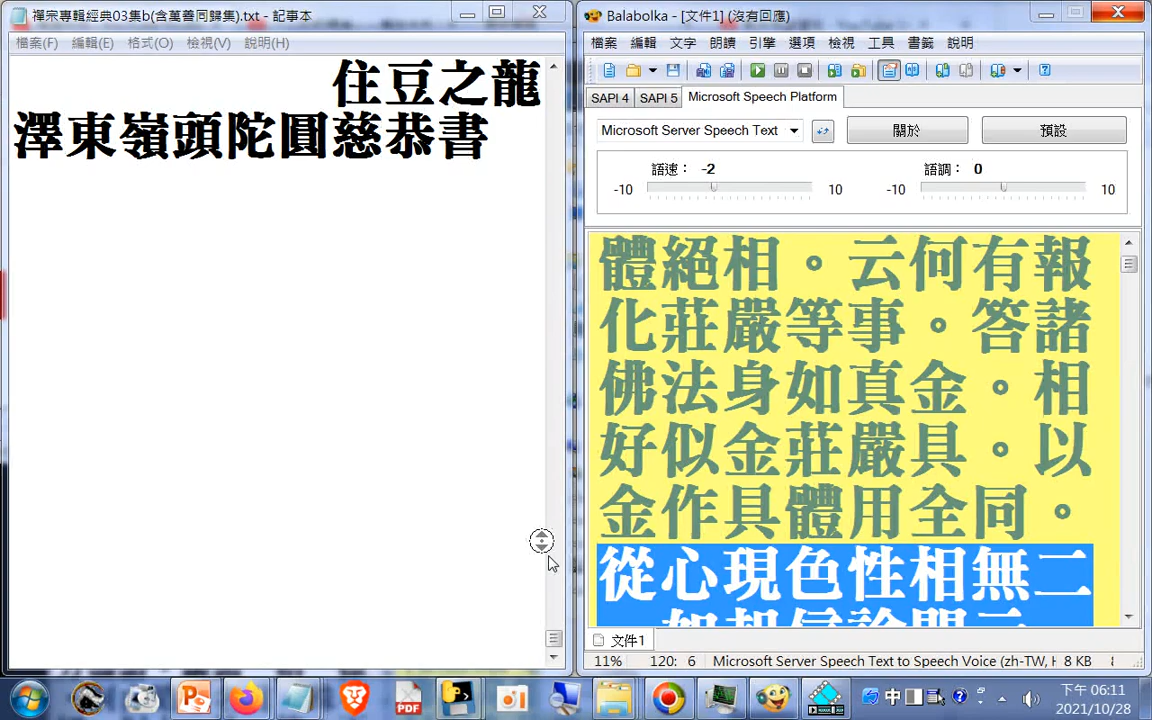 禪宗專輯經典03集b(含萬善同歸集).txt - 記事本
檔案(F) 編輯(E) 格式(O) 檢視(V) 說明(H)
住豆之龍
澤東嶺頭陀圓慈恭書
Balabolka - [文件1] (沒有回應)
檔案 編輯 文字 朗讀 引擎 選項 檢視 工具 書籤 說明
SAPI 4 SAPI 5 Microsoft Speech Platform
Microsoft Server Speech Text 關於 預設
語速： -2 語調： 0
-10 10 -10 10
體絕相。云何有報
化莊嚴等事。答諸
佛法身如真金。相
好似金莊嚴具。以
金作具體用全同。
從心現色性相無二
文件1
11% 120: 6 Microsoft Server Speech Text to Speech Voice (zh-TW, H 8 KB
PDF 中 下午 06:11
2021/10/28